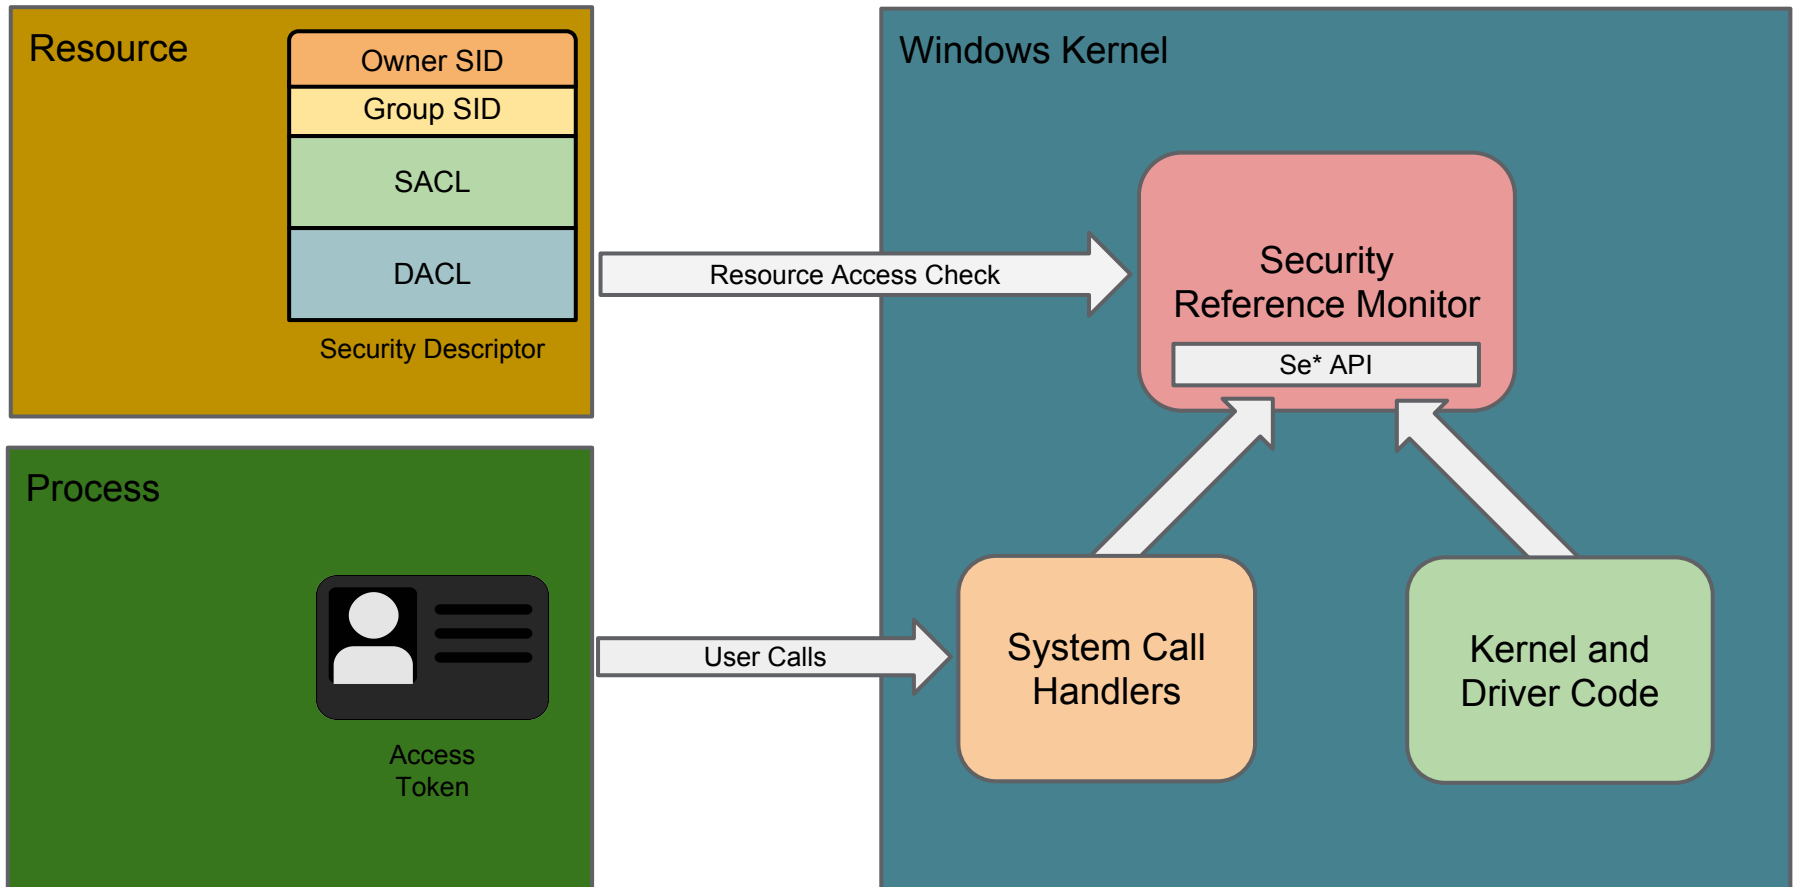 Resource
Owner SID
Group SID
SACL
DACL
Security Descriptor
Resource Access Check
Windows Kernel
Security
Reference Monitor
Se* API
Process
Access
Token
User Calls
System Call
Handlers
Kernel and
Driver Code